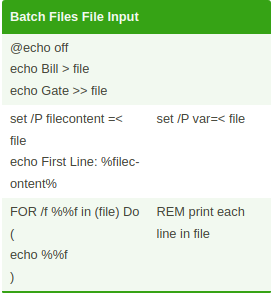 Batch Files File Input
@echo off
echo Bill > file
echo Gate >> file
set /P filecontent =<
file
echo First Line: %filec-
ontent%
set /P var=< file
FOR /f %%f in (file) Do
(
echo %%f
)
REM print each
line in file